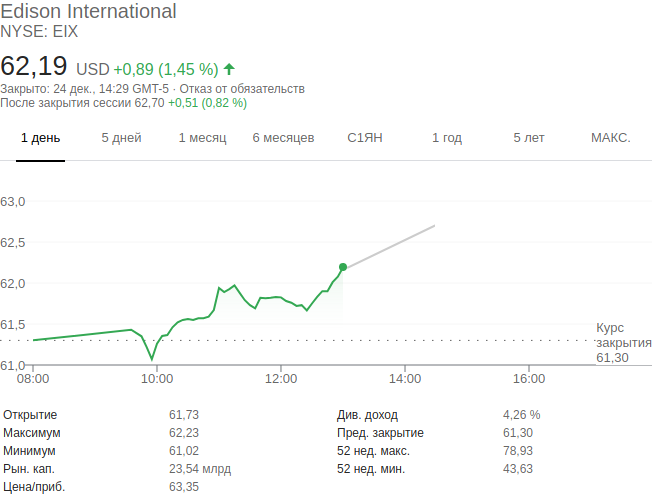 Edison International
NYSE: EIX
62,19 USD +0,89 (1,45 %)
Закрыто: 24 дек., 14:29 GMT-5 · Отказ от обязательств
После закрытия сессии 62,70 +0,51 (0,82 %)
1 день 5 дней 1 месяц 6 месяцев С1ЯН 1 год 5 лет МАКС.
63,0
62,5
62,0
61,5
61,0
Курс
закрытия
61,30
08:00 10:00 12:00 14:00 16:00
Открытие 61,73 Див. доход 4,26 %
Максимум 62,23 Пред. закрытие 61,30
Минимум 61,02 52 нед. макс. 78,93
Рын. кап. 23,54 млрд 52 нед. мин. 43,63
Цена/приб. 63,35